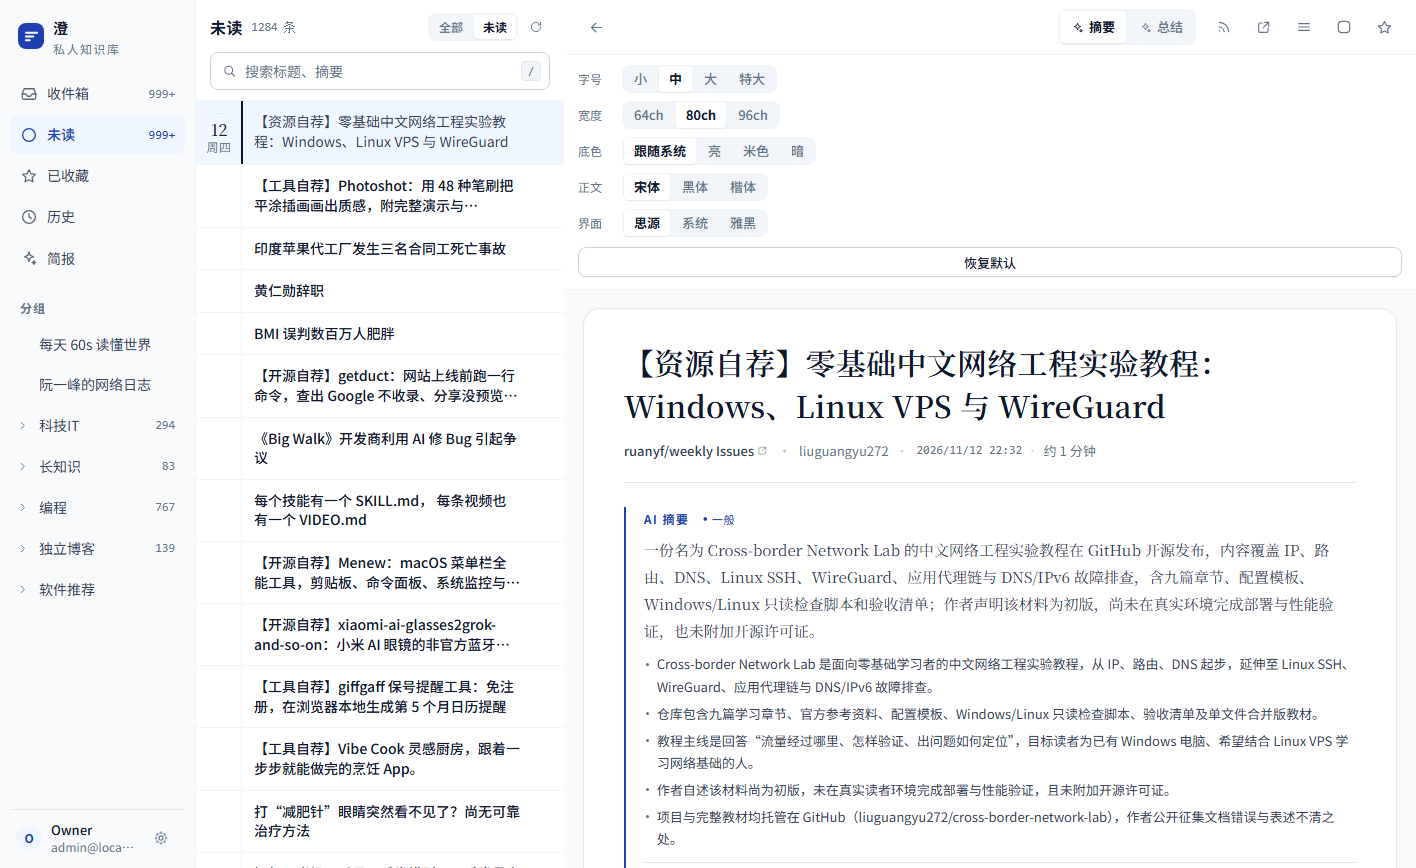 澄
私人知识库
收件箱 999+
未读 999+
已收藏
历史
简报
分组
每天 60s 读懂世界
阮一峰的网络日志
科技IT 294
长知识 83
编程 767
独立博客 139
软件推荐
O Owner
admin@loca…
未读 1284 条 全部 未读
搜索标题、摘要 /
12
周四
【资源自荐】零基础中文网络工程实验教
程：Windows、Linux VPS 与 WireGuard
【工具自荐】Photoshot：用 48 种笔刷把
平涂插画画出质感，附完整演示与…
印度苹果代工厂发生三名合同工死亡事故
黄仁勋辞职
BMI 误判数百万人肥胖
【开源自荐】getduct：网站上线前跑一行
命令，查出 Google 不收录、分享没预览…
《Big Walk》开发商利用 AI 修 Bug 引起争
议
每个技能有一个 SKILL.md， 每条视频也
有一个 VIDEO.md
【开源自荐】Menew：macOS 菜单栏全
能工具，剪贴板、命令面板、系统监控与…
【开源自荐】xiaomi-ai-glasses2grok-
and-so-on：小米 AI 眼镜的非官方蓝牙…
【工具自荐】giffgaff 保号提醒工具：免注
册，在浏览器本地生成第 5 个月日历提醒
【工具自荐】Vibe Cook 灵感厨房，跟着一
步步就能做完的烹饪 App。
打“减肥针”眼睛突然看不见了？尚无可靠
治疗方法
摘要 总结
字号 小 中 大 特大
宽度 64ch 80ch 96ch
底色 跟随系统 亮 米色 暗
正文 宋体 黑体 楷体
界面 思源 系统 雅黑
恢复默认
【资源自荐】零基础中文网络工程实验教程：
Windows、Linux VPS 与 WireGuard
ruanyf/weekly Issues • liuguangyu272 • 2026/11/12 22:32 • 约 1 分钟
AI 摘要 • 一般
一份名为 Cross-border Network Lab 的中文网络工程实验教程在 GitHub 开源发布，内容覆盖 IP、路
由、DNS、Linux SSH、WireGuard、应用代理链与 DNS/IPv6 故障排查，含九篇章节、配置模板、
Windows/Linux 只读检查脚本和验收清单；作者声明该材料为初版，尚未在真实环境完成部署与性能验
证，也未附加开源许可证。
• Cross-border Network Lab 是面向零基础学习者的中文网络工程实验教程，从 IP、路由、DNS 起步，延伸至 Linux SSH、
WireGuard、应用代理链与 DNS/IPv6 故障排查。
• 仓库包含九篇学习章节、官方参考资料、配置模板、Windows/Linux 只读检查脚本、验收清单及单文件合并版教材。
• 教程主线是回答“流量经过哪里、怎样验证、出问题如何定位”，目标读者为已有 Windows 电脑、希望结合 Linux VPS 学
习网络基础的人。
• 作者自述该材料尚为初版，未在真实读者环境完成部署与性能验证，且未附加开源许可证。
• 项目与完整教材均托管在 GitHub（liuguangyu272/cross-border-network-lab），作者公开征集文档错误与表述不清之
处。